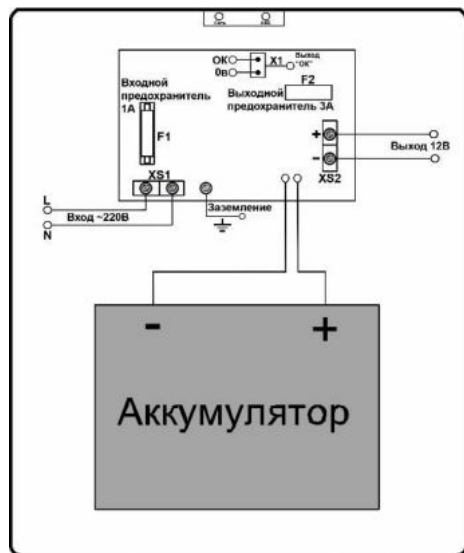 ОК
X1
Выход
"ОК"
0в
Входной
предохранитель
1А
F1
F2
Выходной
предохранитель 3А
+
-
Выход 12В
XS2
XS1
L
Вход ~220В
N
Заземление
-
+
Аккумулятор